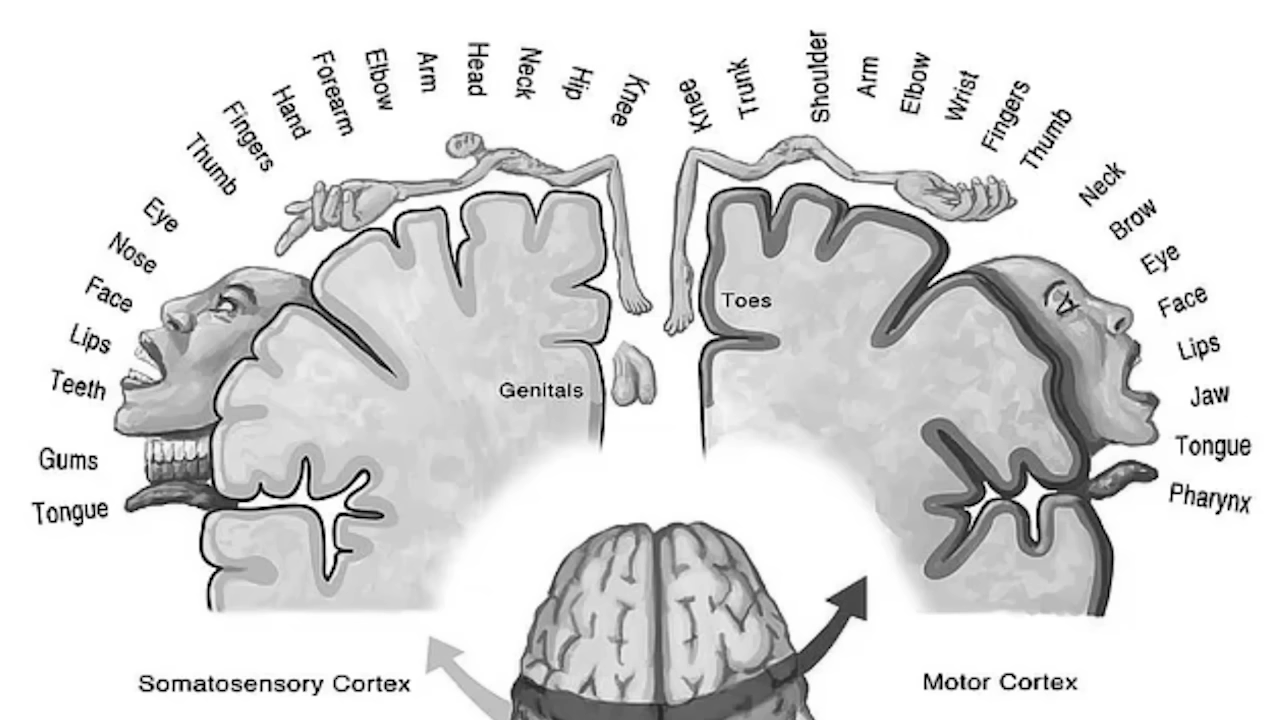 Tongue
Gums
Teeth
Lips
Face
Nose
Eye
Thumb
Fingers
Hand
Forearm
Elbow
Arm
Head
Neck
Hip
Knee
Knee
Trunk
Shoulder
Arm
Elbow
Wrist
Fingers
Thumb
Neck
Brow
Eye
Face
Lips
Jaw
Tongue
Pharynx
Genitals
Toes
Somatosensory Cortex
Motor Cortex